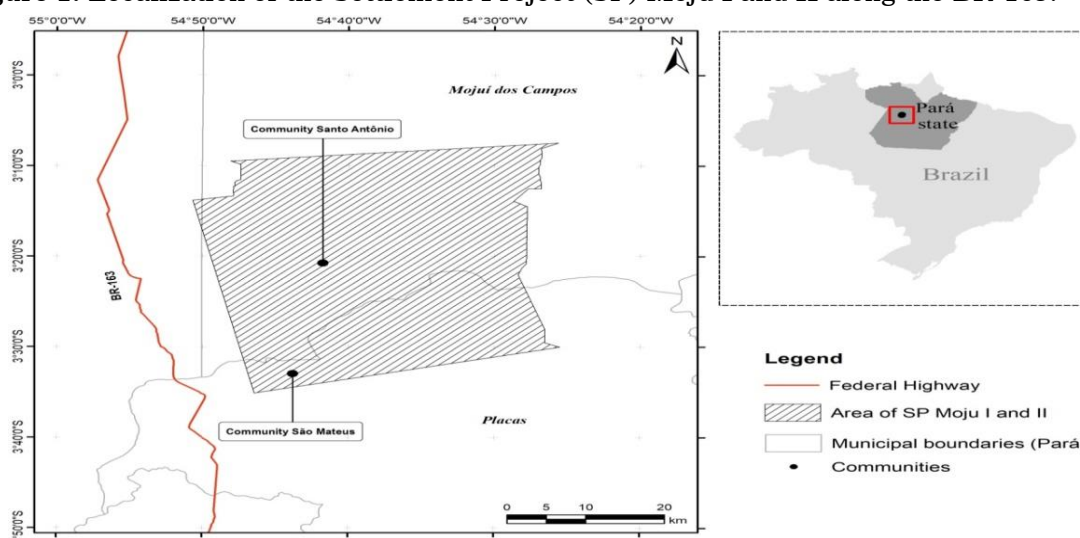 55°0'0"W
54°50'0"W
54°40'0"W
54°30'0"W
54°20'0"W
3°0'0"S
3°10'0"S
3°20'0"S
3°30'0"S
3°40'0"S
N
Mojuí dos Campos
Community Santo Antônio
BR-163
Community São Mateus
Placas
0 5 10 20
km
Pará
state
Brazil
Legend
Federal Highway
Area of SP Moju I and II
Municipal boundaries (Pará
Communities